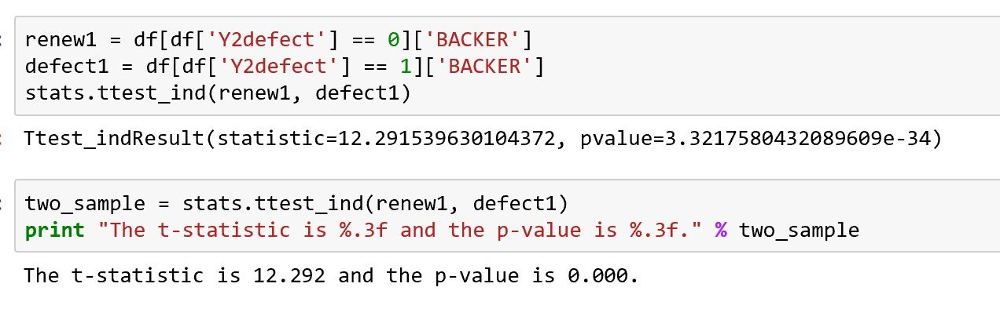 renew1 = df[df['Y2defect'] == 0]['BACKER']
defect1 = df[df['Y2defect'] == 1]['BACKER']
stats.ttest_ind(renew1, defect1)
Ttest_indResult(statistic=12.291539630104372, pvalue=3.3217580432089609e-34)
two_sample = stats.ttest_ind(renew1, defect1)
print "The t-statistic is %.3f and the p-value is %.3f." % two_sample
The t-statistic is 12.292 and the p-value is 0.000.